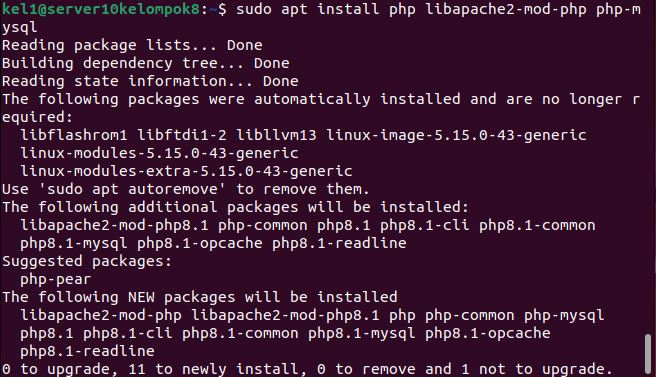 kel1@server10kelompok8:~$ sudo apt install php libapache2-mod-php php-m
ysql
Reading package lists... Done
Building dependency tree... Done
Reading state information... Done
The following packages were automatically installed and are no longer r
equired:
  libflashrom1 libftdi1-2 libllvm13 linux-image-5.15.0-43-generic
  linux-modules-5.15.0-43-generic
  linux-modules-extra-5.15.0-43-generic
Use 'sudo apt autoremove' to remove them.
The following additional packages will be installed:
  libapache2-mod-php8.1 php-common php8.1 php8.1-cli php8.1-common
  php8.1-mysql php8.1-opcache php8.1-readline
Suggested packages:
  php-pear
The following NEW packages will be installed
  libapache2-mod-php libapache2-mod-php8.1 php php-common php-mysql
  php8.1 php8.1-cli php8.1-common php8.1-mysql php8.1-opcache
  php8.1-readline
0 to upgrade, 11 to newly install, 0 to remove and 1 not to upgrade.